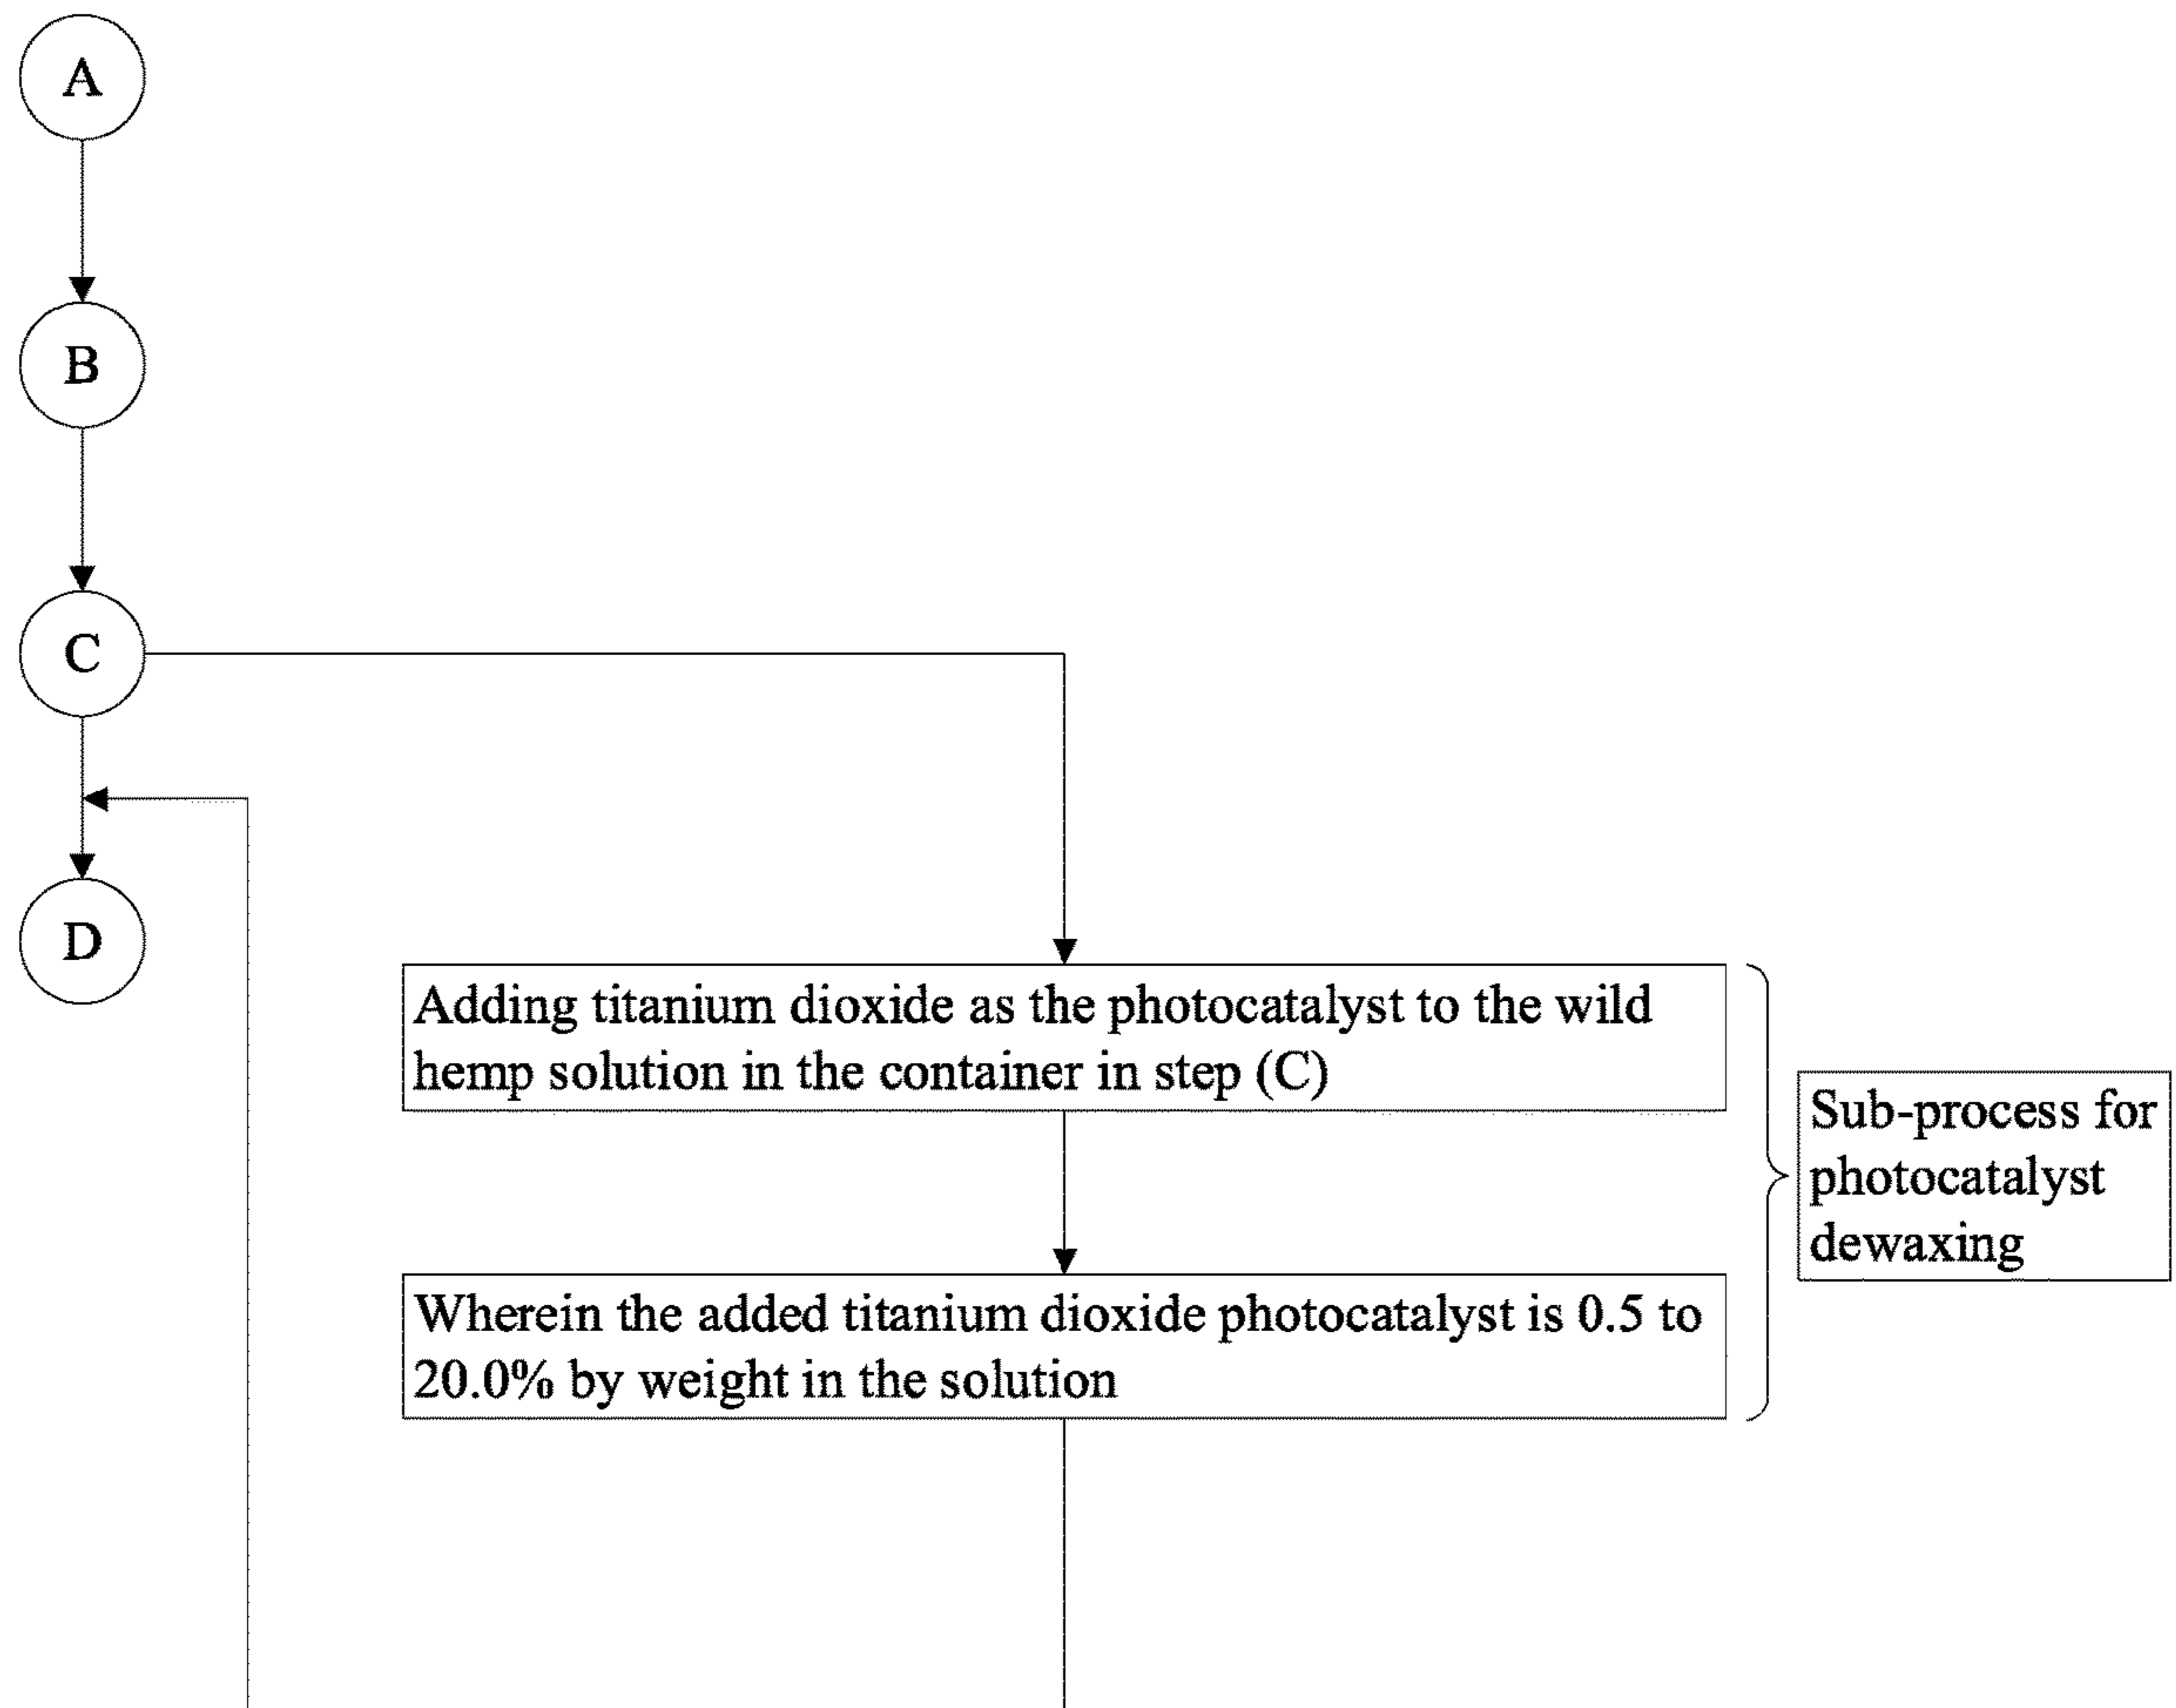 A
B
C
D
Adding titanium dioxide as the photocatalyst to the wild
hemp solution in the container in step (C)
Sub-process for
photocatalyst
dewaxing
Wherein the added titanium dioxide photocatalyst is 0.5 to
20.0% by weight in the solution